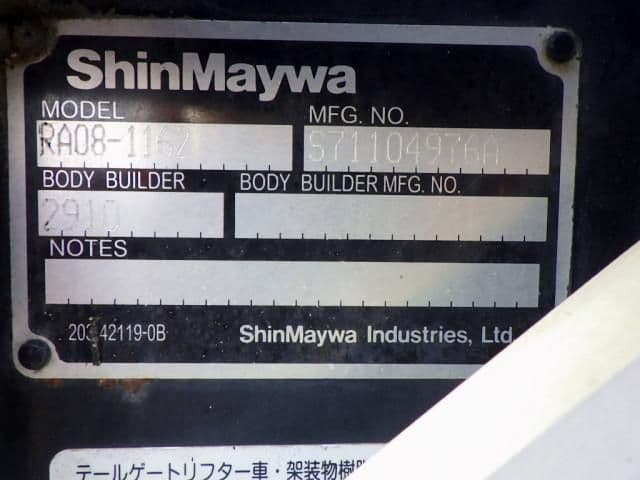 ShinMaywa
MODEL MFG. NO.
RA08-1162 S71104976A
BODY BUILDER BODY BUILDER MFG. NO.
2910
NOTES
ShinMaywa Industries, Ltd
テールゲートリフター車・架装物樹脂